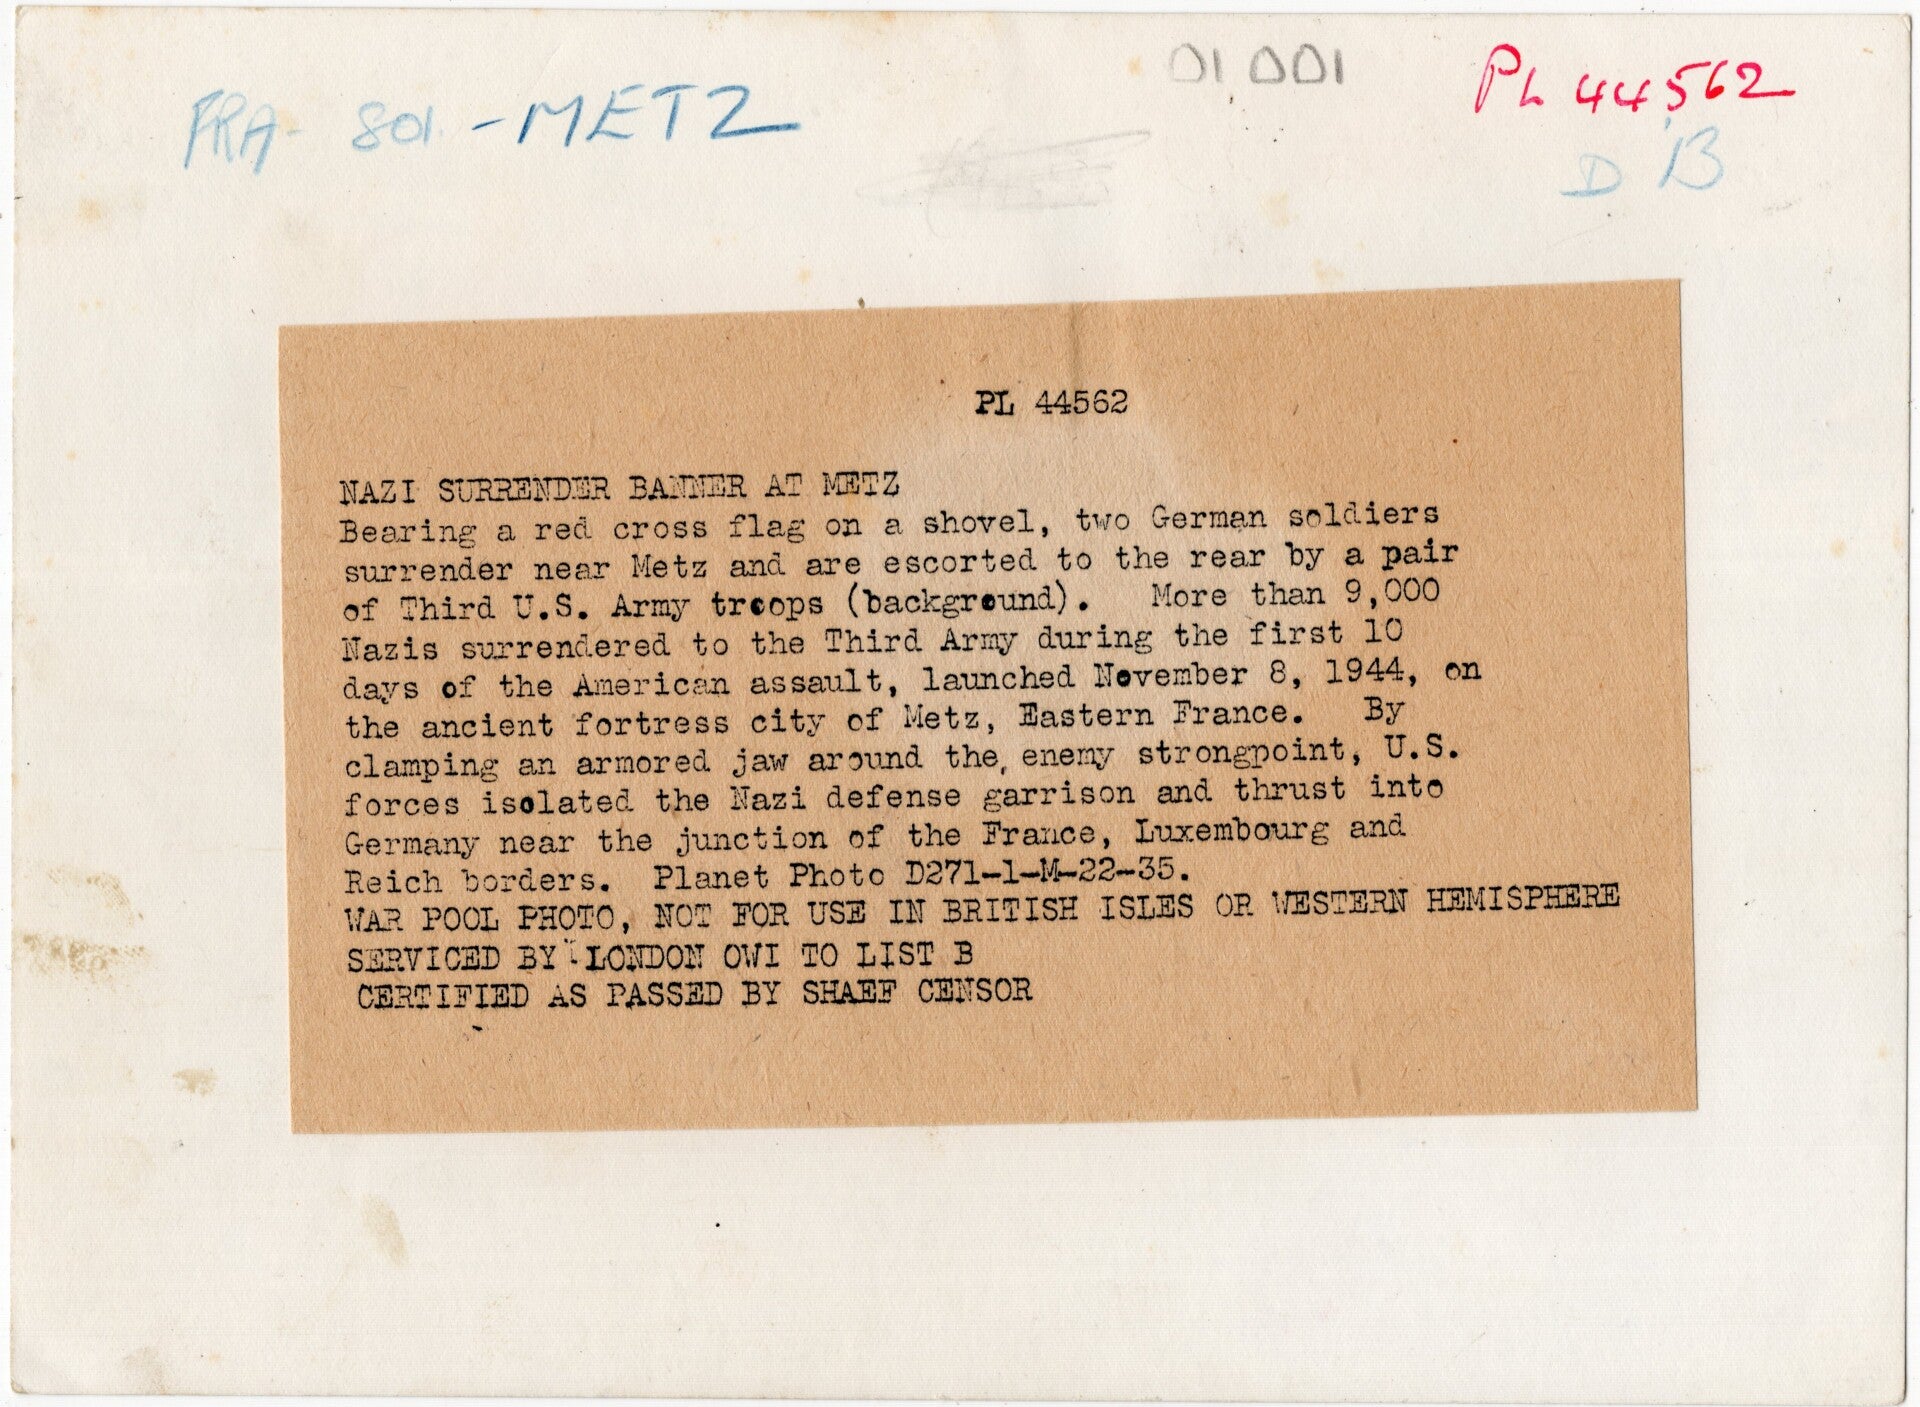 FRA- 801 - METZ
01 001
PL 44562
D B
PL 44562
NAZI SURRENDER BANNER AT METZ
Bearing a red cross flag on a shovel, two German soldiers
surrender near Metz and are escorted to the rear by a pair
of Third U.S. Army troops (background). More than 9,000
Nazis surrendered to the Third Army during the first 10
days of the American assault, launched November 8, 1944, on
the ancient fortress city of Metz, Eastern France. By
clamping an armored jaw around the, enemy strongpoint, U.S.
forces isolated the Nazi defense garrison and thrust into
Germany near the junction of the France, Luxembourg and
Reich borders. Planet Photo D271-1-M-22-35.
WAR POOL PHOTO, NOT FOR USE IN BRITISH ISLES OR WESTERN HEMISPHERE
SERVICED BY LONDON OWI TO LIST B
CERTIFIED AS PASSED BY SHAEF CENSOR